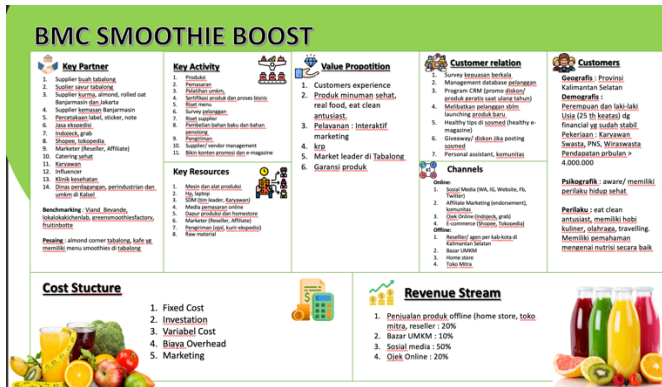 BMC SMOOTHIE BOOST
Key Partner
1. Supplier buah tabalong
2. Suplier sayur tabalong
3. Supplier kurma, almond, roled oat
Banjarmasin dan Jakarta
4. Supplier kemasan Banjarmasin
5. Percetakaan label, sticker, note
6. Jasa ekspedisi
7. Indojeck, grab
8. Shopee, tokopedia
9. Marketer (Reseller, Affiliate)
10. Catering sehat
11. Karyawan
12. Influencer
13. Klinik kesehatan
14. Dinas perdagangan, perindustrian dan
umkm di Kalsel
Benchmarking : Viand_Bevande,
lokalokakichenlab, greensmoothiesfactors,
fruitinbotte
Pesaing : almond corner tabalong, kafe yg
memiliki menu smoothies di tabalong
Key Activity
1. Produksi
2. Pemasaran
3. Pelatihan umkm,
4. Sertifikasi produk dan proses bisnis
5. Riset menu
6. Survey pelanggan
7. Riset supplier
8. Pembelian bahan baku dan bahan
penolong
9. Pengiriman
10. Supplier/ vendor management
11. Bikin konten promosi dan e-magazine
Key Resources
1. Mesin dan alat produksi
2. Hp, laptop
3. SDM (tim leader, Karyawan)
4. Media pemasaran online
5. Dapur produksi dan homestore
6. Marketer (Reseller, Affiliate)
7. Pengiriman (ojol, kurir ekspedisi)
8. Raw material
Value Propotition
1. Customers experience
2. Produk minuman sehat,
real food, eat clean
antusiast.
3. Pelayanan : Interaktif
marketing
4. krp
5. Market leader di Tabalong
6. Garansi produk
Customer relation
1. Survey kepuasan berkala
2. Management database pelanggan
3. Program CRM (promo diskon/
produk geratis saat ulana tahun)
4. Melibatkan pelanggan sblm
launching produk baru.
5. Healthy tips di sosmed (healthy e-
magazine)
6. Giveaway/ diskon jika posting
sosmed
7. Personal assistant, komunitas
Channels
Online:
1. Sosial Media (WA, IG, Website, Fb,
Twitter)
2. Affiliate Marketing (endorsement),
komunitas
3. Ojek Online (Indojeck, grab)
4. E-commerce (Shopee, Tokopedia)
Offline:
1. Reseller/ agen per kab-kota di
Kalimantan Selatan
2. Bazar UMKM
3. Home store
4. Toko Mitra
Customers
Geografis : Provinsi
Kalimantan Selatan
Demografis :
Perempuan dan laki-laki
Usia (25 th keatas) dg
financial yg sudah stabil
Pekerjaan : Karyawan
Swasta, PNS, Wiraswasta
Pendapatan prbulan >
4.000.000
Psikografik : aware/ memiliki
perilaku hidup sehat
Perilaku : eat clean
antusiast, memiliki hobi
kuliner, olahraga, travelling.
Memiliki pemahaman
mengenai nutrisi secara baik
Cost Stucture
1. Fixed Cost
2. Investation
3. Variabel Cost
4. Biaya Overhead
5. Marketing
Revenue Stream
1. Penjualan produk offline (home store, toko
mitra, reseller : 20%
2. Bazar UMKM : 10%
3. Sosial media : 50%
4. Ojek Online : 20%